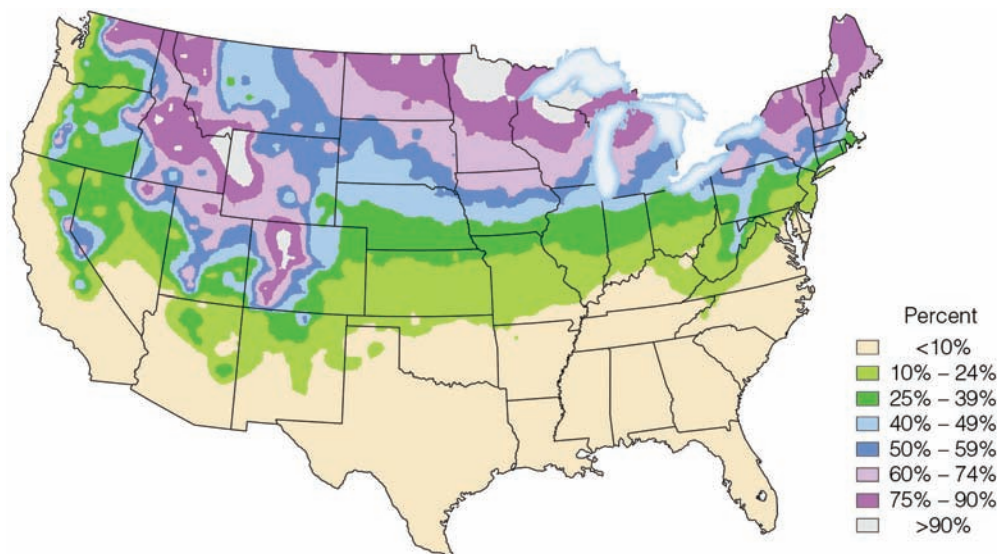 Percent
<10%
10% – 24%
25% – 39%
40% – 49%
50% – 59%
60% – 74%
75% – 90%
>90%